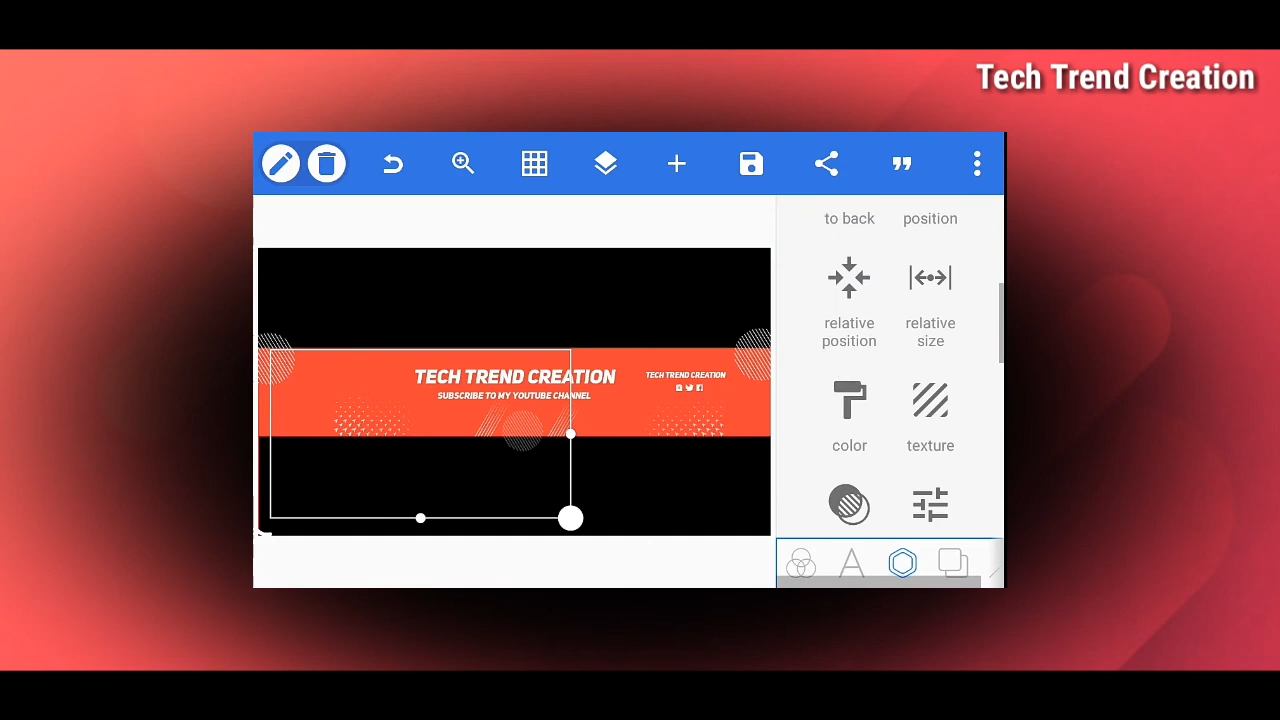 Tech Trend Creation
to back
position
relative position
relative size
TECH TREND CREATION
SUBSCRIBE TO MY YOUTUBE CHANNEL
TECH TREND CREATION
color
texture